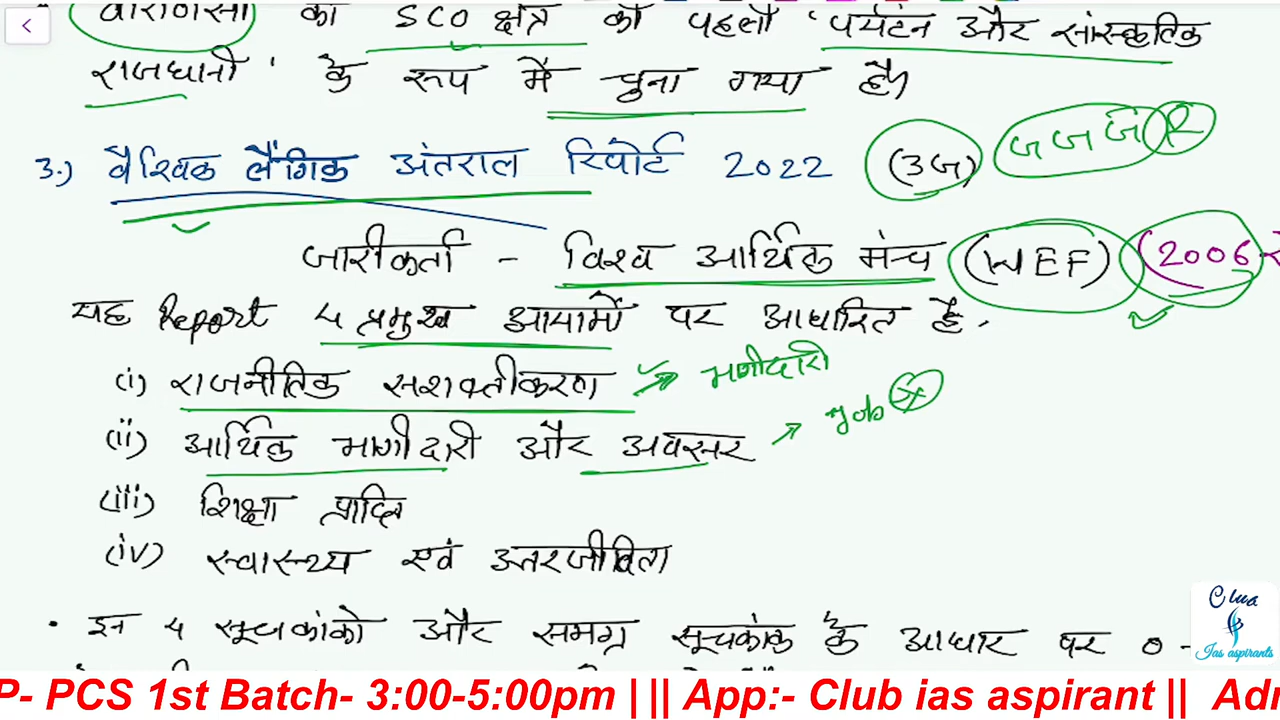 वाराणसी को SCO क्षेत्र की पहली 'पर्यटन और सांस्कृतिक
राजधानी' के रूप में चुना गया है।
3.) वैश्विक लैंगिक अंतराल रिपोर्ट 2022 (3ज) ज ज ज R
जारीकर्ता - विश्व आर्थिक मंच (WEF) (2006 से
यह Report 4 प्रमुख आयामों पर आधारित है.
(i) राजनीतिक सशक्तीकरण → भागीदारी
(ii) आर्थिक भागीदारी और अवसर → Job
(iii) शिक्षा प्राप्ति
(iv) स्वास्थ्य एवं उत्तरजीविता
• इन 4 सूचकांको और समग्र सूचकांक के आधार पर 0 -
Clua
Ias aspirants
P- PCS 1st Batch- 3:00-5:00pm | || App:- Club ias aspirant || Adr